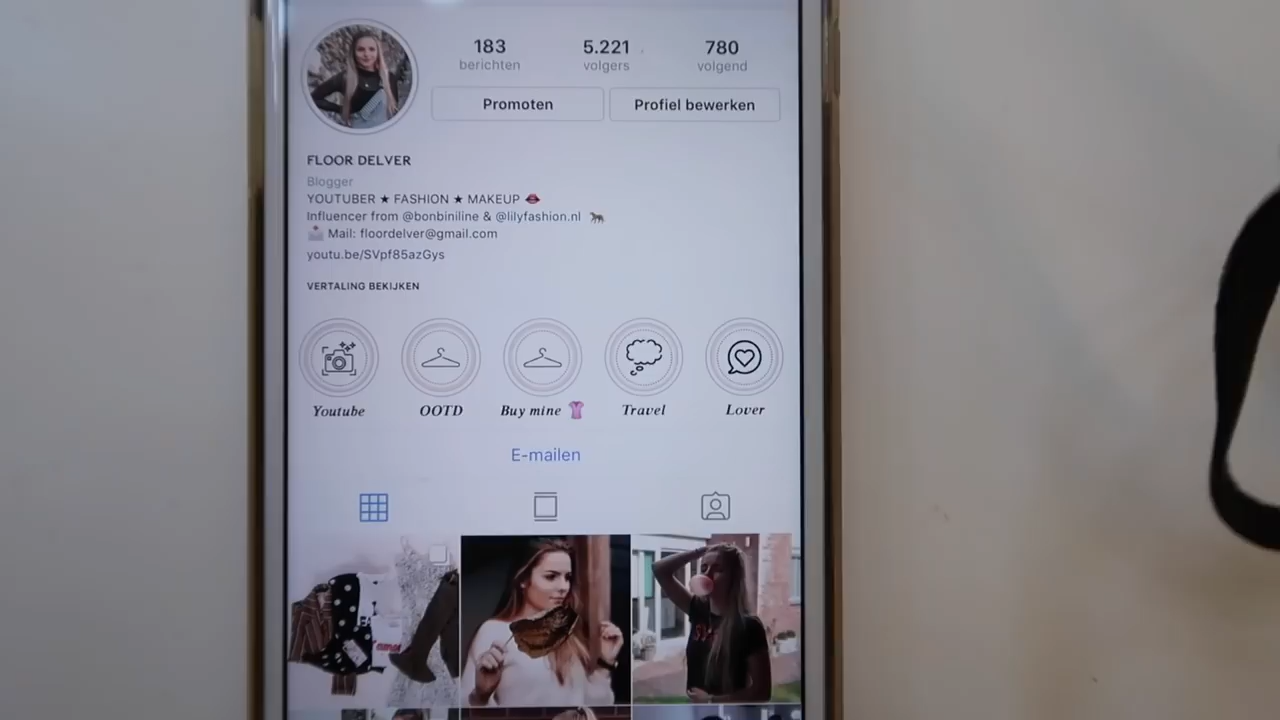 183 5.221 780
berichten volgers volgend
Promoten Profiel bewerken
FLOOR DELVER
Blogger
YOUTUBER ★ FASHION ★ MAKEUP 👄
Influencer from @bonbiniline & @lilyfashion.nl 🐆
📩 Mail: floordelver@gmail.com
youtu.be/SVpf85azGys
VERTALING BEKIJKEN
Youtube OOTD Buy mine 👚 Travel Lover
E-mailen